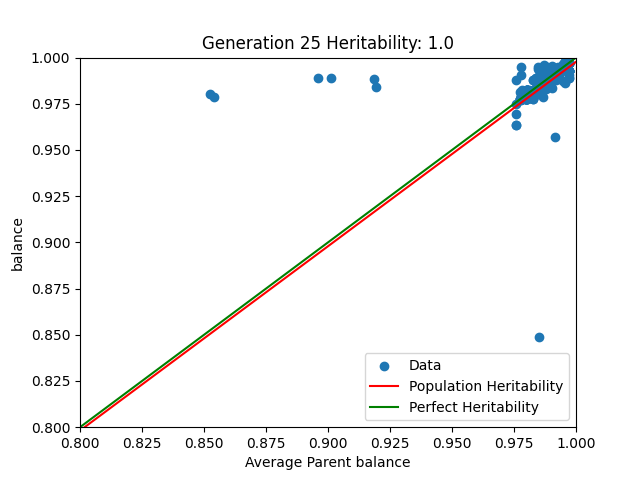 Generation 25 Heritability: 1.0
1.000
0.975
0.950
0.925
0.900
0.875
0.850
0.825
0.800
balance
Data
Population Heritability
Perfect Heritability
0.800 0.825 0.850 0.875 0.900 0.925 0.950 0.975 1.000
Average Parent balance